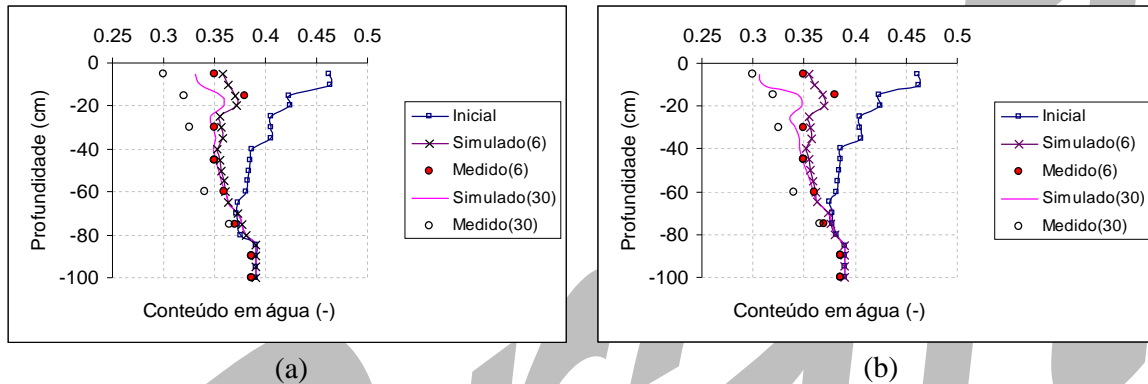 0.25 0.3 0.35 0.4 0.45 0.5
0
-20
-40
-60
-80
-100
Profundidade (cm)
Conteúdo em água (-)
Inicial
Simulado(6)
Medido(6)
Simulado(30)
Medido(30)
(a)
0.25 0.3 0.35 0.4 0.45 0.5
0
-20
-40
-60
-80
-100
Profundidade (cm)
Conteúdo em água (-)
Inicial
Simulado(6)
Medido(6)
Simulado(30)
Medido(30)
(b)